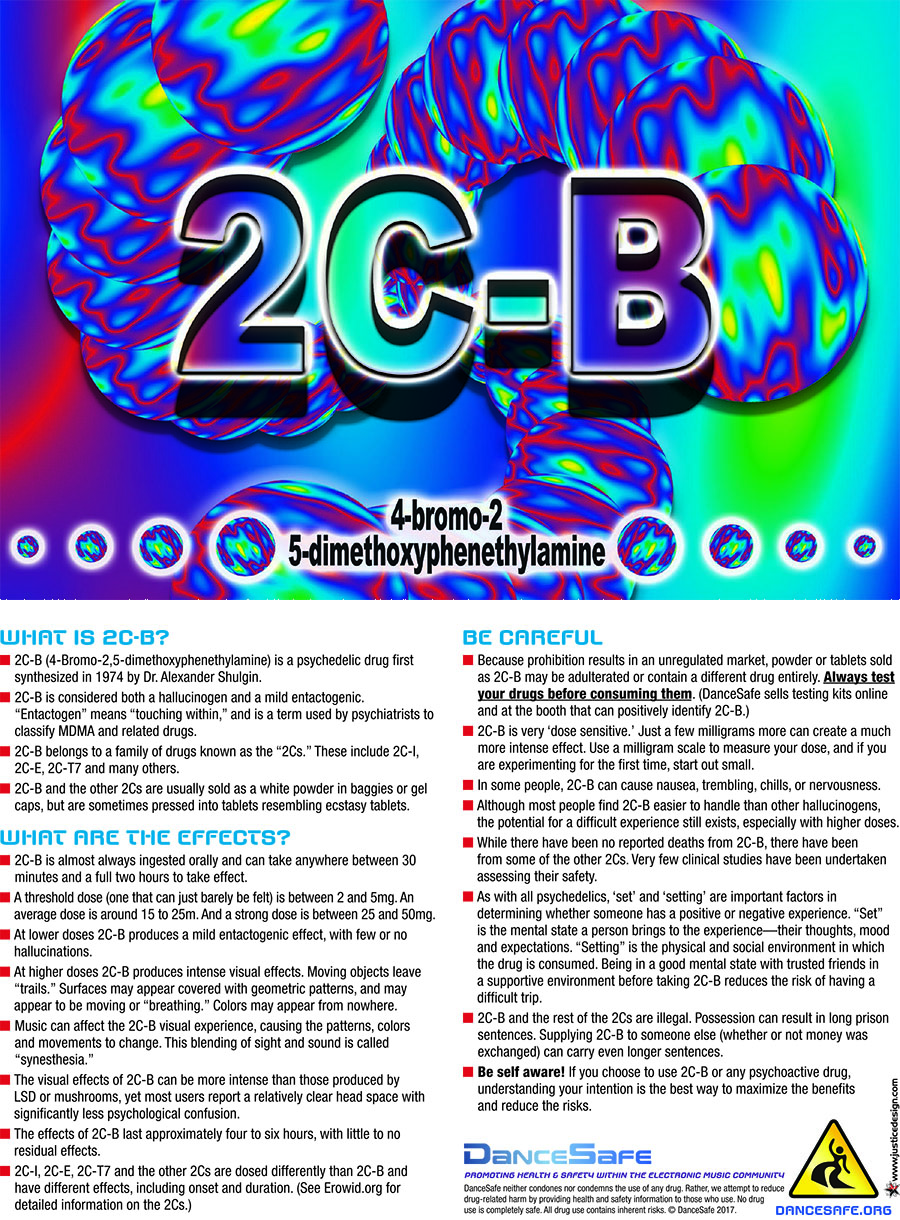 2C-B
4-bromo-2
5-dimethoxyphenethylamine
WHAT IS 2C-B?
2C-B (4-Bromo-2,5-dimethoxyphenethylamine) is a psychedelic drug first
synthesized in 1974 by Dr. Alexander Shulgin.
2C-B is considered both a hallucinogen and a mild entactogenic.
“Entactogen” means “touching within,” and is a term used by psychiatrists to
classify MDMA and related drugs.
2C-B belongs to a family of drugs known as the “2Cs.” These include 2C-I,
2C-E, 2C-T7 and many others.
2C-B and the other 2Cs are usually sold as a white powder in baggies or gel
caps, but are sometimes pressed into tablets resembling ecstasy tablets.
WHAT ARE THE EFFECTS?
2C-B is almost always ingested orally and can take anywhere between 30
minutes and a full two hours to take effect.
A threshold dose (one that can just barely be felt) is between 2 and 5mg. An
average dose is around 15 to 25m. And a strong dose is between 25 and 50mg.
At lower doses 2C-B produces a mild entactogenic effect, with few or no
hallucinations.
At higher doses 2C-B produces intense visual effects. Moving objects leave
“trails.” Surfaces may appear covered with geometric patterns, and may
appear to be moving or “breathing.” Colors may appear from nowhere.
Music can affect the 2C-B visual experience, causing the patterns, colors
and movements to change. This blending of sight and sound is called
“synesthesia.”
The visual effects of 2C-B can be more intense than those produced by
LSD or mushrooms, yet most users report a relatively clear head space with
significantly less psychological confusion.
The effects of 2C-B last approximately four to six hours, with little to no
residual effects.
2C-I, 2C-E, 2C-T7 and the other 2Cs are dosed differently than 2C-B and
have different effects, including onset and duration. (See Erowid.org for
detailed information on the 2Cs.)
BE CAREFUL
Because prohibition results in an unregulated market, powder or tablets sold
as 2C-B may be adulterated or contain a different drug entirely. Always test
your drugs before consuming them. (DanceSafe sells testing kits online
and at the booth that can positively identify 2C-B.)
2C-B is very ‘dose sensitive.’ Just a few milligrams more can create a much
more intense effect. Use a milligram scale to measure your dose, and if you
are experimenting for the first time, start out small.
In some people, 2C-B can cause nausea, trembling, chills, or nervousness.
Although most people find 2C-B easier to handle than other hallucinogens,
the potential for a difficult experience still exists, especially with higher doses.
While there have been no reported deaths from 2C-B, there have been
from some of the other 2Cs. Very few clinical studies have been undertaken
assessing their safety.
As with all psychedelics, ‘set’ and ‘setting’ are important factors in
determining whether someone has a positive or negative experience. “Set”
is the mental state a person brings to the experience—their thoughts, mood
and expectations. “Setting” is the physical and social environment in which
the drug is consumed. Being in a good mental state with trusted friends in
a supportive environment before taking 2C-B reduces the risk of having a
difficult trip.
2C-B and the rest of the 2Cs are illegal. Possession can result in long prison
sentences. Supplying 2C-B to someone else (whether or not money was
exchanged) can carry even longer sentences.
Be self aware! If you choose to use 2C-B or any psychoactive drug,
understanding your intention is the best way to maximize the benefits
and reduce the risks.
DANCESAFE
PROMOTING HEALTH & SAFETY WITHIN THE ELECTRONIC MUSIC COMMUNITY
DanceSafe neither condones nor condemns the use of any drug. Rather, we attempt to reduce
drug-related harm by providing health and safety information to those who use. No drug
use is completely safe. All drug use contains inherent risks. © DanceSafe 2017.
DANCESAFE.ORG
www.justicedesign.com